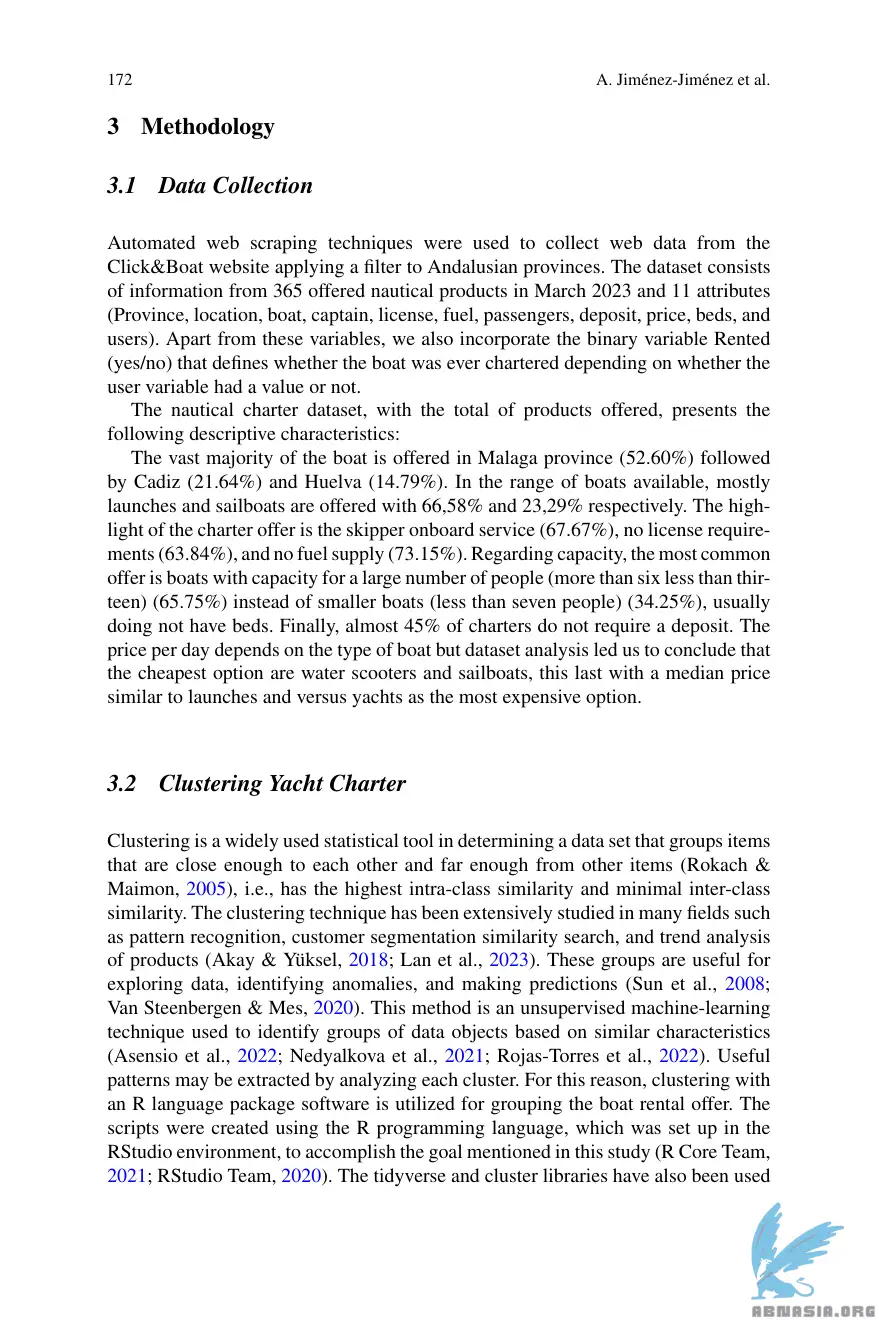 172
A. Jiménez-Jiménez et al.
3 Methodology
3.1 Data Collection
Automated web scraping techniques were used to collect web data from the
Click&Boat website applying a filter to Andalusian provinces. The dataset consists
of information from 365 offered nautical products in March 2023 and 11 attributes
(Province, location, boat, captain, license, fuel, passengers, deposit, price, beds, and
users). Apart from these variables, we also incorporate the binary variable Rented
(yes/no) that defines whether the boat was ever chartered depending on whether the
user variable had a value or not.
The nautical charter dataset, with the total of products offered, presents the
following descriptive characteristics:
The vast majority of the boat is offered in Malaga province (52.60%) followed
by Cadiz (21.64%) and Huelva (14.79%). In the range of boats available, mostly
launches and sailboats are offered with 66,58% and 23,29% respectively. The high-
light of the charter offer is the skipper onboard service (67.67%), no license require-
ments (63.84%), and no fuel supply (73.15%). Regarding capacity, the most common
offer is boats with capacity for a large number of people (more than six less than thir-
teen) (65.75%) instead of smaller boats (less than seven people) (34.25%), usually
doing not have beds. Finally, almost 45% of charters do not require a deposit. The
price per day depends on the type of boat but dataset analysis led us to conclude that
the cheapest option are water scooters and sailboats, this last with a median price
similar to launches and versus yachts as the most expensive option.
3.2 Clustering Yacht Charter
Clustering is a widely used statistical tool in determining a data set that groups items
that are close enough to each other and far enough from other items (Rokach &
Maimon, 2005), i.e., has the highest intra-class similarity and minimal inter-class
similarity. The clustering technique has been extensively studied in many fields such
as pattern recognition, customer segmentation similarity search, and trend analysis
of products (Akay & Yüksel, 2018; Lan et al., 2023). These groups are useful for
exploring data, identifying anomalies, and making predictions (Sun et al., 2008;
Van Steenbergen & Mes, 2020). This method is an unsupervised machine-learning
technique used to identify groups of data objects based on similar characteristics
(Asensio et al., 2022; Nedyalkova et al., 2021; Rojas-Torres et al., 2022). Useful
patterns may be extracted by analyzing each cluster. For this reason, clustering with
an R language package software is utilized for grouping the boat rental offer. The
scripts were created using the R programming language, which was set up in the
RStudio environment, to accomplish the goal mentioned in this study (R Core Team,
2021; RStudio Team, 2020). The tidyverse and cluster libraries have also been used
ABNASIA.ORG